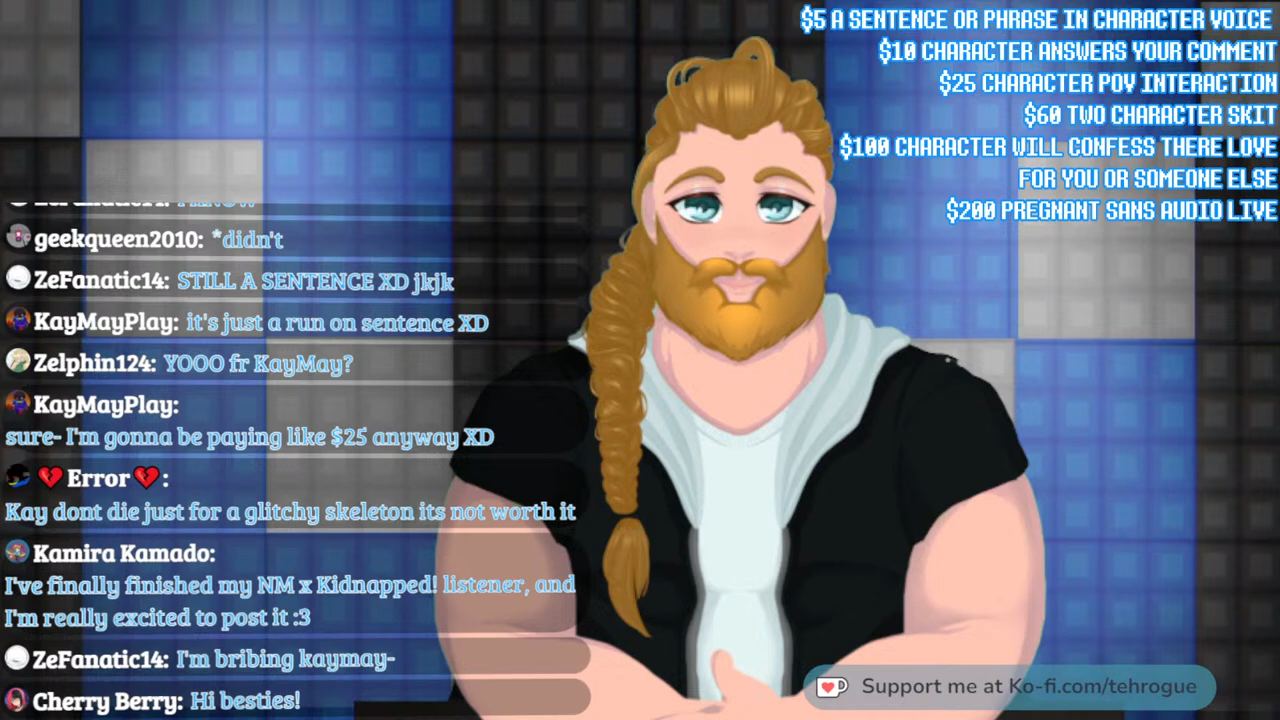 $5 A SENTENCE OR PHRASE IN CHARACTER VOICE
$10 CHARACTER ANSWERS YOUR COMMENT
$25 CHARACTER POV INTERACTION
$60 TWO CHARACTER SKIT
$100 CHARACTER WILL CONFESS THERE LOVE
FOR YOU OR SOMEONE ELSE
$200 PREGNANT SANS AUDIO LIVE
geekqueen2010: *didn't
ZeFanatic14: STILL A SENTENCE XD jkjk
KayMayPlay: it's just a run on sentence XD
Zelphin124: YOOO fr KayMay?
KayMayPlay:
sure- I'm gonna be paying like $25 anyway XD
💔 Error 💔 :
Kay dont die just for a glitchy skeleton its not worth it
Kamira Kamado:
I've finally finished my NM x Kidnapped! listener, and
I'm really excited to post it :3
ZeFanatic14: I'm bribing kaymay-
Cherry Berry: Hi besties!
Support me at Ko-fi.com/tehrogue